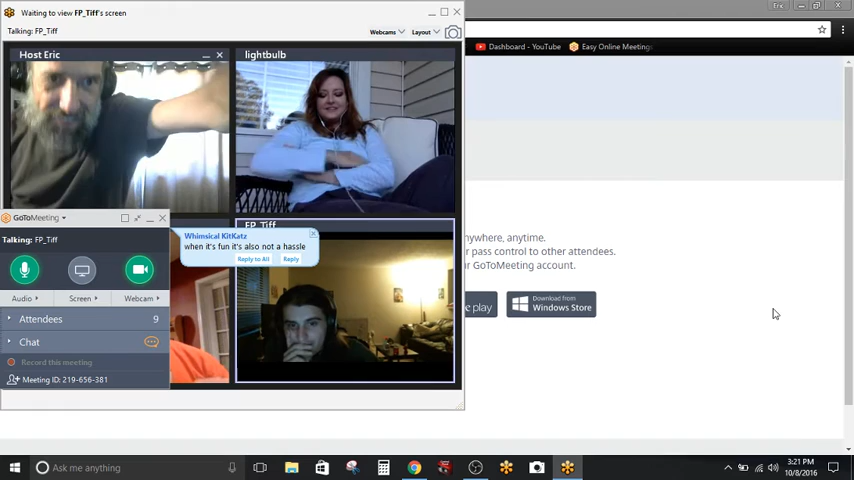 Waiting to view FP_Tiff's screen
Talking: FP_Tiff
Webcams
Layout
Host Eric
lightbulb
Eric
Dashboard - YouTube
Easy Online Meeting
GoToMeeting
Talking: FP_Tiff
Whimsical KitKatz
when it's fun it's also not a hassle
Reply to All
Reply
FP_Tiff
Audio
Screen
Webcam
Attendees 9
Chat
Record this meeting
Meeting ID: 219-656-381
nywhere, anytime.
r pass control to other attendees.
r GoToMeeting account.
e play
Download from
Windows Store
Ask me anything
3:21 PM
10/8/2016